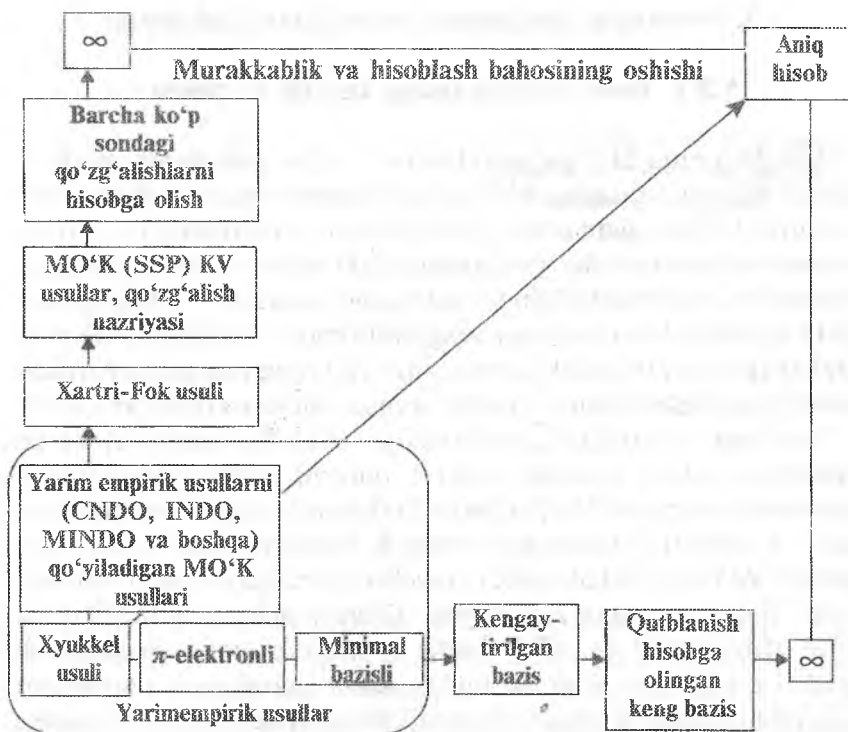 ∞
Aniq
hisob
Murakkablik va hisoblash bahosining oshishi
Barcha ko‘p
sondagi
qo‘zg‘alishlarni
hisobga olish
MO‘K (SSP) KV
usullar, qo‘zg‘alish
nazriyasi
Xartri-Fok usuli
Yarim empirik usullarni
(CNDO, INDO,
MINDO va boshqa)
qo‘yiladigan MO‘K
usullari
Xyukkel
usuli
π-elektronli
Minimal
bazisli
Kengay-
tirilgan
bazis
Qutblanish
hisobga
olingan
keng bazis
∞
Yarimempirik usullar